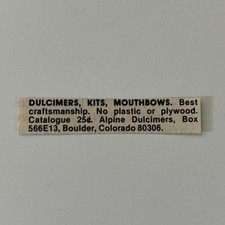 DULCIMERS, KITS, MOUTHBOWS. Best
craftsmanship. No plastic or plywood.
Catalogue 25¢. Alpine Dulcimers, Box
566E13, Boulder, Colorado 80306.